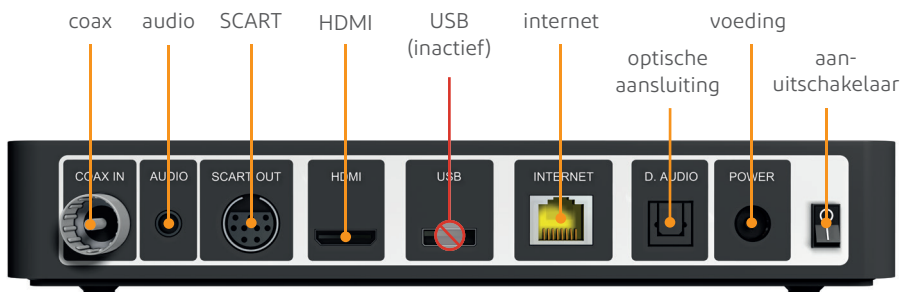 coax
audio
SCART
HDMI
USB
(inactief)
internet
optische
aansluiting
voeding
aan-
uitschakelaar
COAX IN
AUDIO
SCART OUT
HDMI
USB
INTERNET
D. AUDIO
POWER